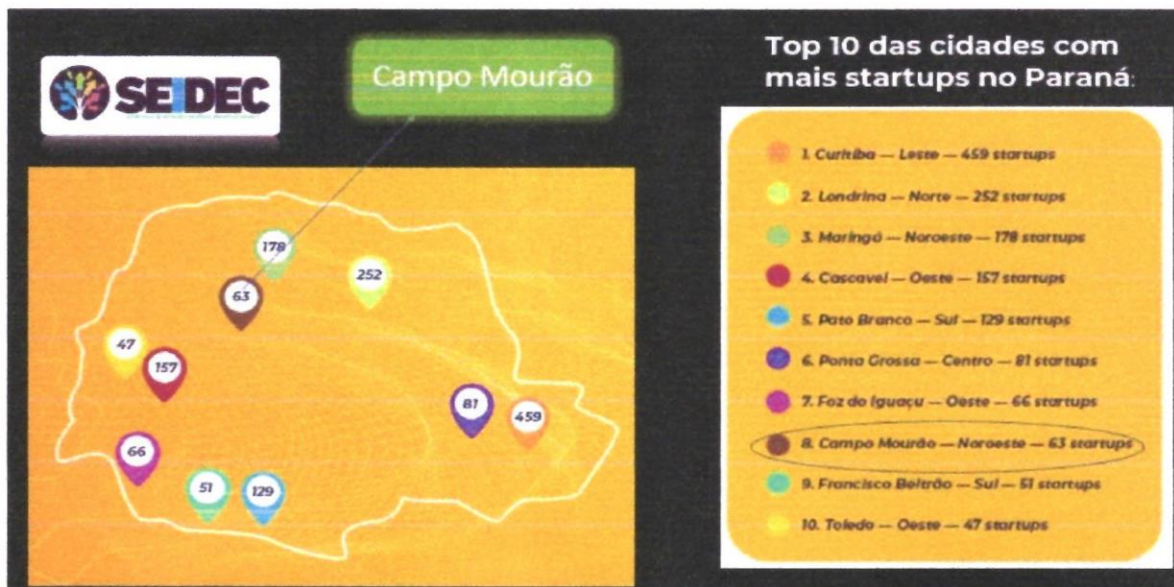 SEIDEC
Campo Mourão
Top 10 das cidades com
mais startups no Paraná:
178
252
63
47
157
81
459
66
51
129
1. Curitiba — Leste — 459 startups
2. Londrina — Norte — 252 startups
3. Maringá — Noroeste — 178 startups
4. Cascavel — Oeste — 157 startups
5. Pato Branco — Sul — 129 startups
6. Ponta Grossa — Centro — 81 startups
7. Foz do Iguaçu — Oeste — 66 startups
8. Campo Mourão — Noroeste — 63 startups
9. Francisco Beltrão — Sul — 51 startups
10. Toledo — Oeste — 47 startups